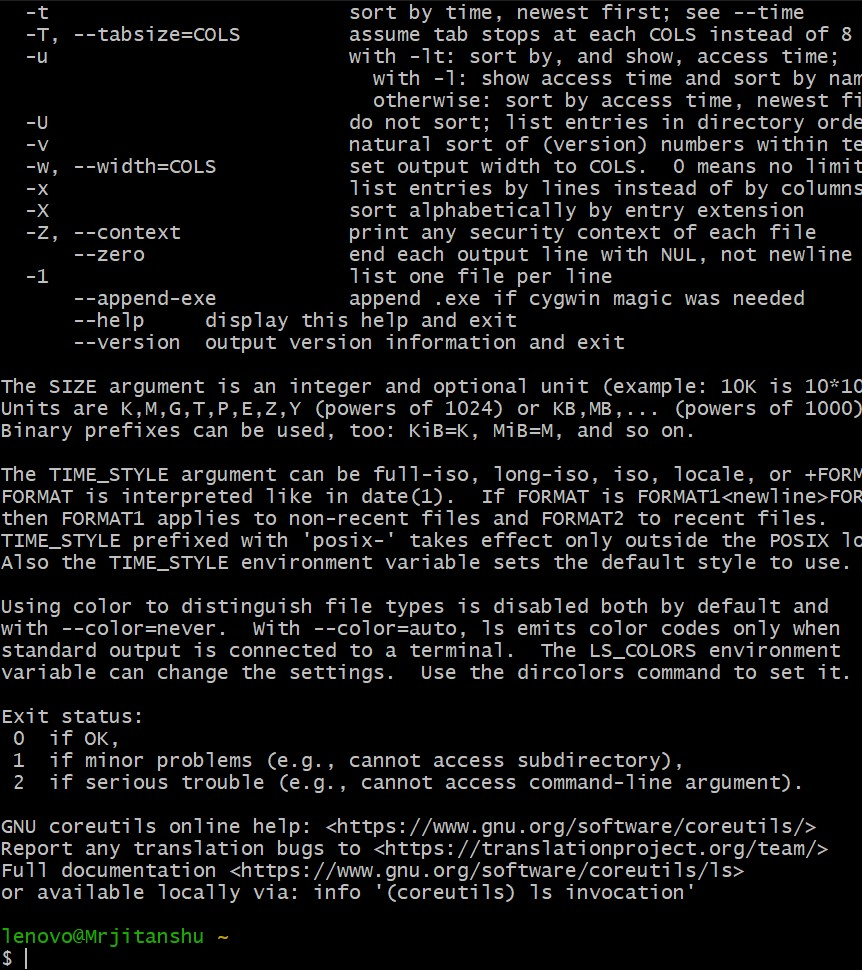 -t                         sort by time, newest first; see --time
  -T, --tabsize=COLS         assume tab stops at each COLS instead of 8
  -u                         with -lt: sort by, and show, access time;
                               with -l: show access time and sort by nam
                               otherwise: sort by access time, newest fi
  -U                         do not sort; list entries in directory orde
  -v                         natural sort of (version) numbers within te
  -w, --width=COLS           set output width to COLS.  0 means no limit
  -x                         list entries by lines instead of by columns
  -X                         sort alphabetically by entry extension
  -Z, --context              print any security context of each file
      --zero                 end each output line with NUL, not newline
  -1                         list one file per line
      --append-exe           append .exe if cygwin magic was needed
      --help     display this help and exit
      --version  output version information and exit

The SIZE argument is an integer and optional unit (example: 10K is 10*10
Units are K,M,G,T,P,E,Z,Y (powers of 1024) or KB,MB,... (powers of 1000)
Binary prefixes can be used, too: KiB=K, MiB=M, and so on.

The TIME_STYLE argument can be full-iso, long-iso, iso, locale, or +FORM
FORMAT is interpreted like in date(1).  If FORMAT is FORMAT1<newline>FOR
then FORMAT1 applies to non-recent files and FORMAT2 to recent files.
TIME_STYLE prefixed with 'posix-' takes effect only outside the POSIX lo
Also the TIME_STYLE environment variable sets the default style to use.

Using color to distinguish file types is disabled both by default and
with --color=never.  With --color=auto, ls emits color codes only when
standard output is connected to a terminal.  The LS_COLORS environment
variable can change the settings.  Use the dircolors command to set it.

Exit status:
 0  if OK,
 1  if minor problems (e.g., cannot access subdirectory),
 2  if serious trouble (e.g., cannot access command-line argument).

GNU coreutils online help: <https://www.gnu.org/software/coreutils/>
Report any translation bugs to <https://translationproject.org/team/>
Full documentation <https://www.gnu.org/software/coreutils/ls>
or available locally via: info '(coreutils) ls invocation'

lenovo@Mrjitanshu ~
$